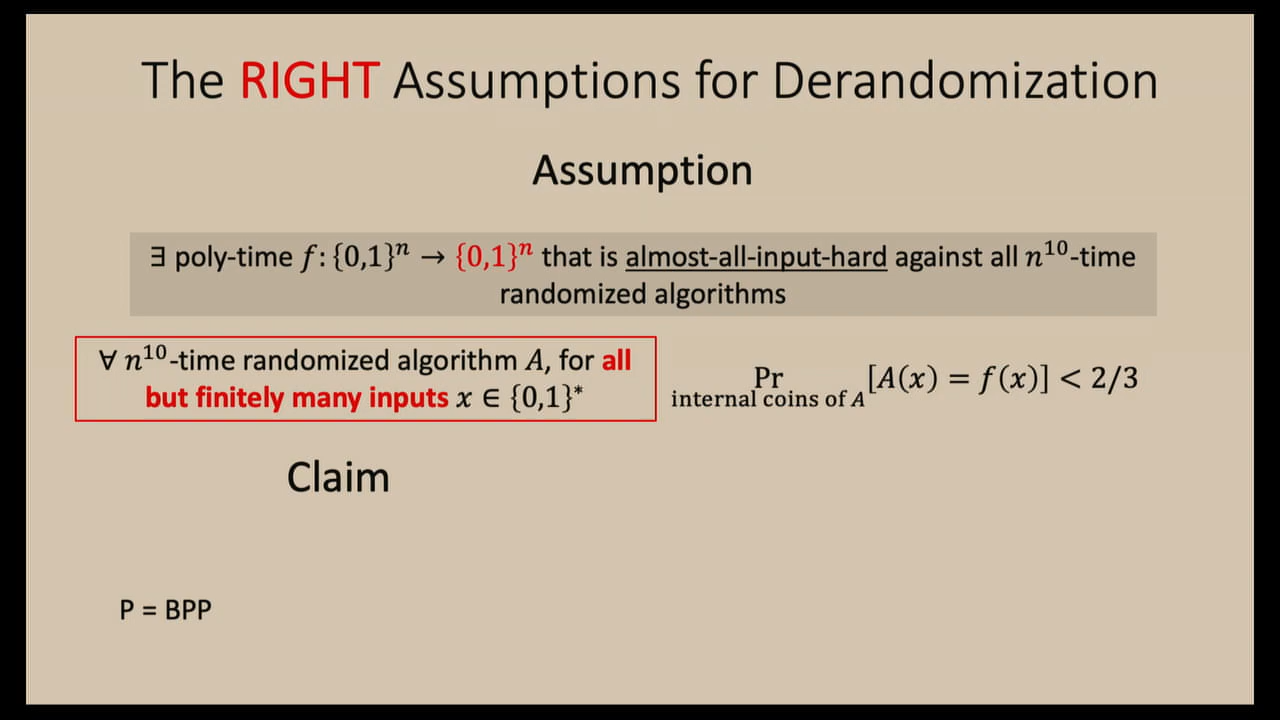 The RIGHT Assumptions for Derandomization
Assumption
∃ poly-time f: {0,1}ⁿ → {0,1}ⁿ that is almost-all-input-hard against all n¹⁰-time
randomized algorithms
∀ n¹⁰-time randomized algorithm A, for all
but finitely many inputs x ∈ {0,1}*
Pr [A(x) = f(x)] < 2/3
internal coins of A
Claim
P = BPP